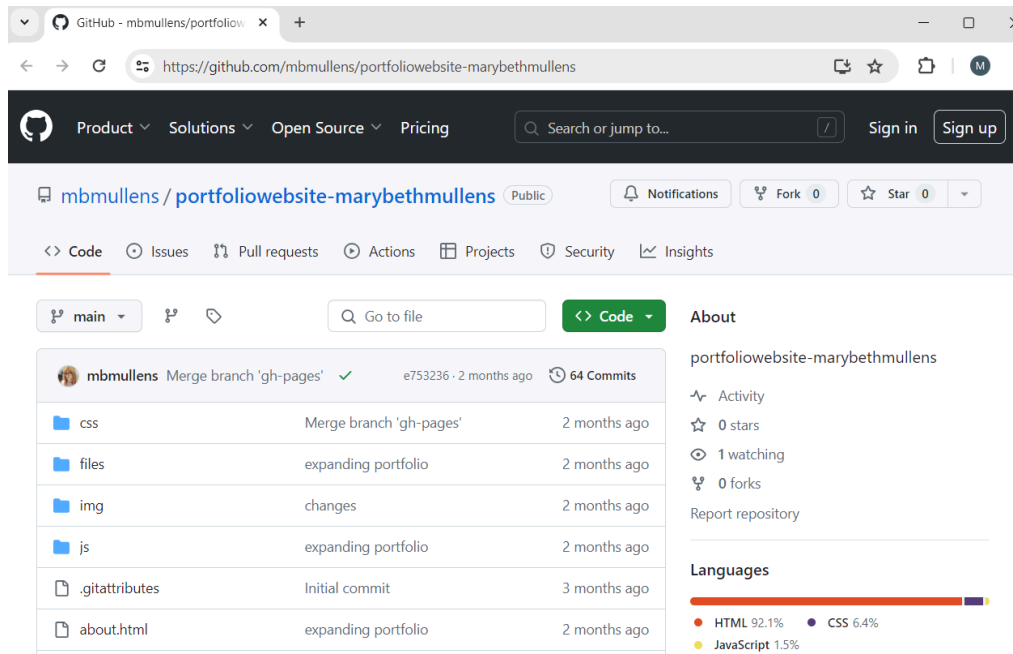 GitHub - mbmullens/portfoliow
https://github.com/mbmullens/portfoliowebsite-marybethmullens
M
Product Solutions Open Source Pricing Search or jump to... / Sign in Sign up
mbmullens / portfoliowebsite-marybethmullens Public Notifications Fork 0 Star 0
Code Issues Pull requests Actions Projects Security Insights
main Go to file Code
mbmullens Merge branch 'gh-pages' e753236 · 2 months ago 64 Commits
css Merge branch 'gh-pages' 2 months ago
files expanding portfolio 2 months ago
img changes 2 months ago
js expanding portfolio 2 months ago
.gitattributes Initial commit 3 months ago
about.html expanding portfolio 2 months ago
About
portfoliowebsite-marybethmullens
Activity
0 stars
1 watching
0 forks
Report repository
Languages
HTML 92.1% CSS 6.4%
JavaScript 1.5%